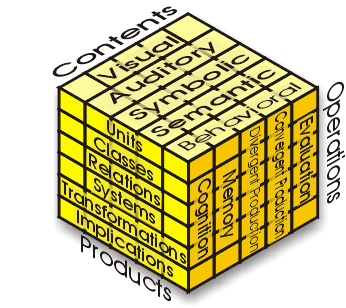 Contents
Visual
Auditory
Symbolic
Semantic
Behavioral
Units
Classes
Relations
Systems
Transformations
Implications
Products
Cognition
Memory
Divergent Production
Convergent Production
Evaluation
Operations